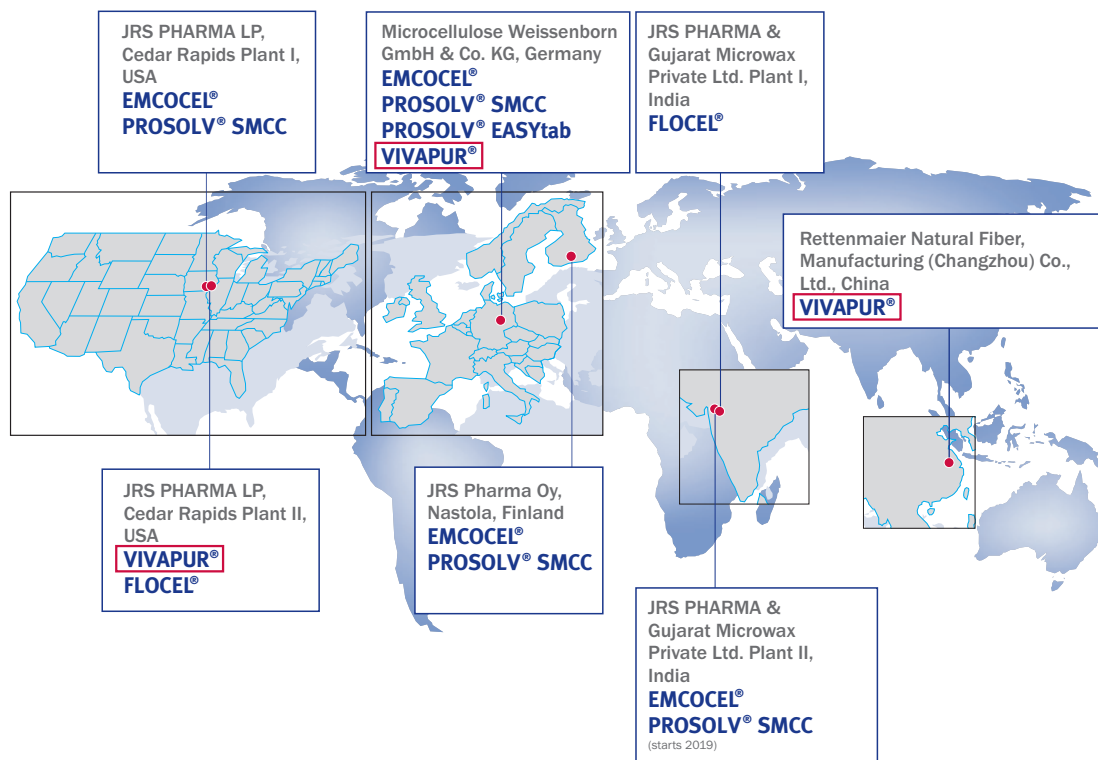 JRS PHARMA LP,
Cedar Rapids Plant I,
USA
EMCOCEL®
PROSOLV® SMCC
Microcellulose Weissenborn
GmbH & Co. KG, Germany
EMCOCEL®
PROSOLV® SMCC
PROSOLV® EASYtab
VIVAPUR®
JRS PHARMA &
Gujarat Microwax
Private Ltd. Plant I,
India
FLOCEL®
Rettenmaier Natural Fiber,
Manufacturing (Changzhou) Co.,
Ltd., China
VIVAPUR®
JRS PHARMA LP,
Cedar Rapids Plant II,
USA
VIVAPUR®
FLOCEL®
JRS Pharma Oy,
Nastola, Finland
EMCOCEL®
PROSOLV® SMCC
JRS PHARMA &
Gujarat Microwax
Private Ltd. Plant II,
India
EMCOCEL®
PROSOLV® SMCC
(starts 2019)